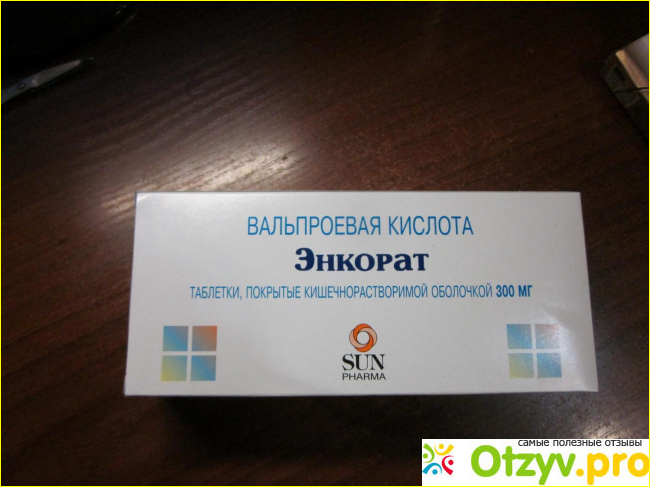 ВАЛЬПРОЕВАЯ КИСЛОТА
Энкорат
ТАБЛЕТКИ, ПОКРЫТЫЕ КИШЕЧНОРАСТВОРИМОЙ ОБОЛОЧКОЙ 300 МГ
SUN
PHARMA
самые полезные отзывы
Otzyv.pro